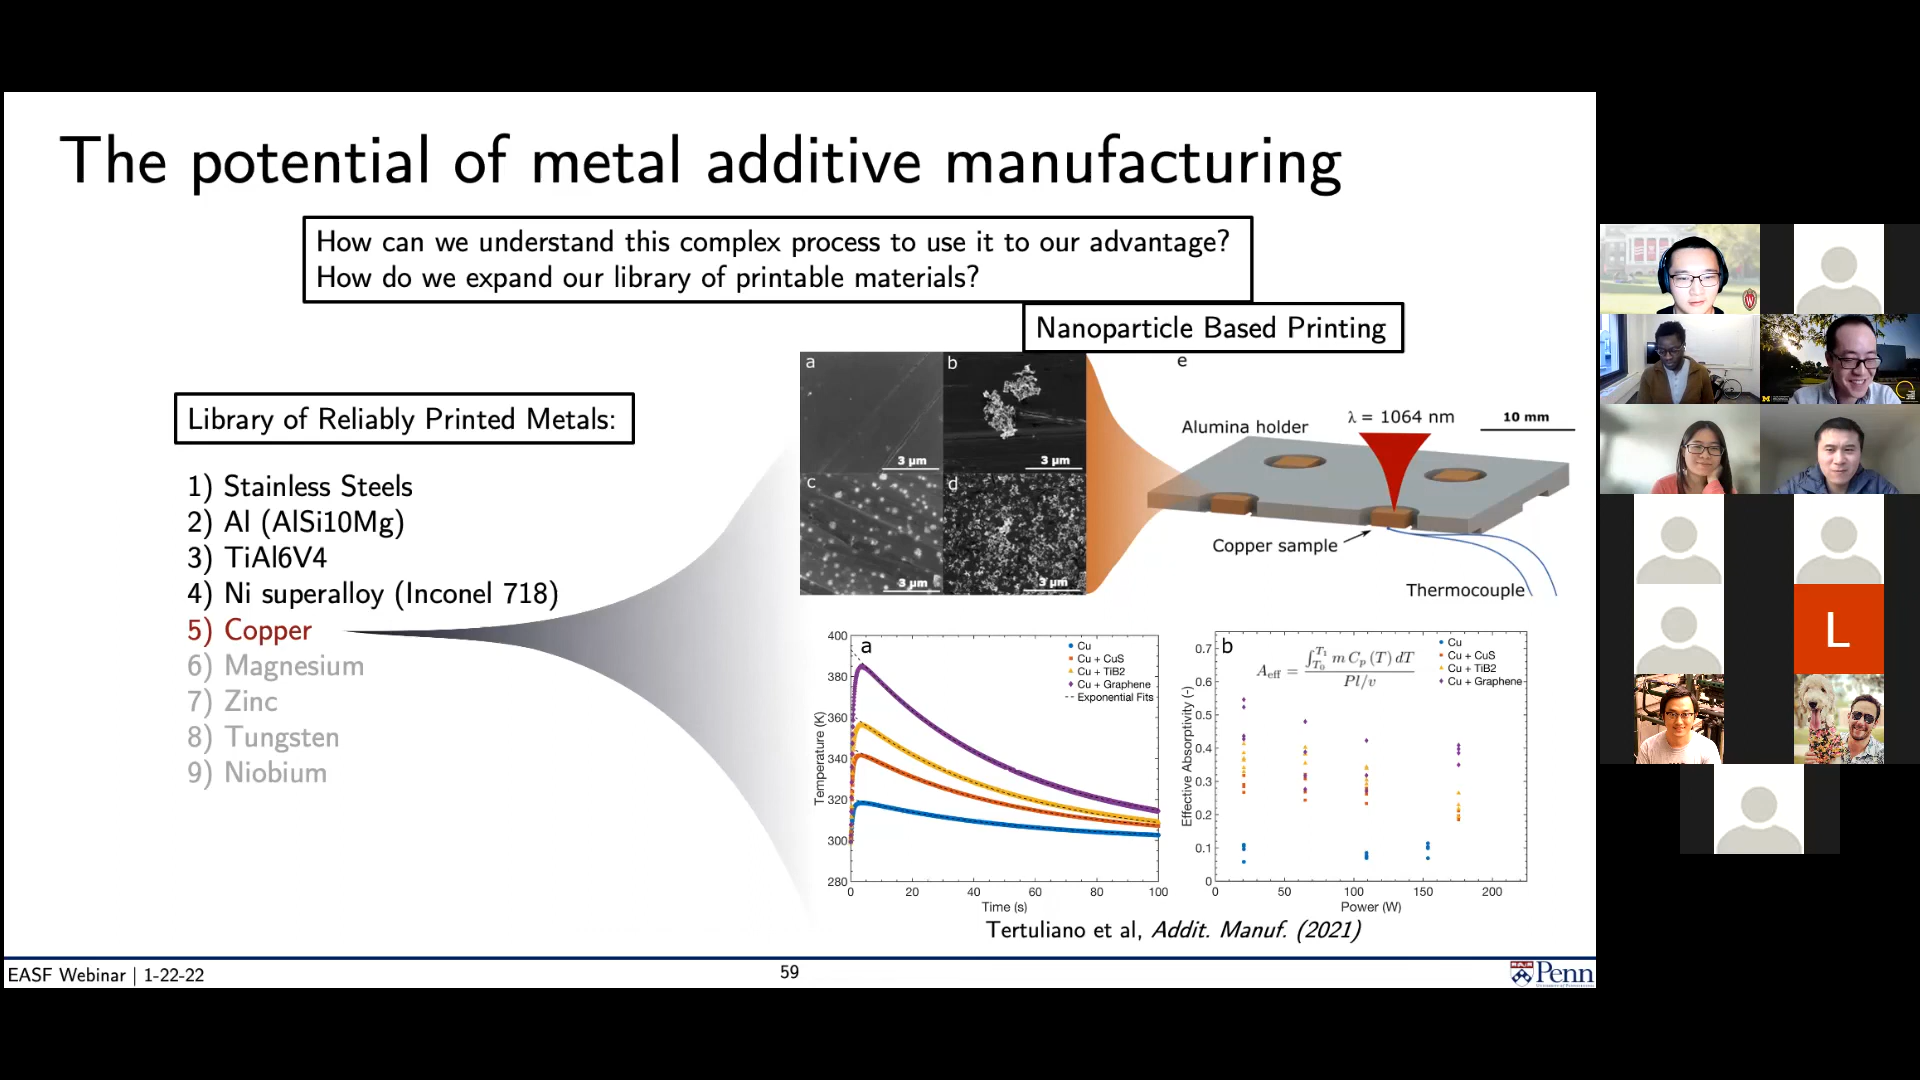 The potential of metal additive manufacturing
How can we understand this complex process to use it to our advantage?
How do we expand our library of printable materials?
Nanoparticle Based Printing
Library of Reliably Printed Metals:
1) Stainless Steels
2) Al (AlSi10Mg)
3) TiAl6V4
4) Ni superalloy (Inconel 718)
5) Copper
6) Magnesium
7) Zinc
8) Tungsten
9) Niobium
a
3 µm
b
3 µm
c
3 µm
d
3 µm
e
Alumina holder
λ = 1064 nm
10 mm
Copper sample
Thermocouple
a
Cu
Cu + CuS
Cu + TiB2
Cu + Graphene
Exponential Fits
Temperature (K)
400
380
360
340
320
300
280
0 20 40 60 80 100
Time (s)
b
A_eff = ∫_{T_0}^{T_1} m C_p (T) dT / Pl/v
Cu
Cu + CuS
Cu + TiB2
Cu + Graphene
Effective Absorptivity (-)
0.7
0.6
0.5
0.4
0.3
0.2
0.1
0
0 50 100 150 200
Power (W)
Tertuliano et al, Addit. Manuf. (2021)
EASF Webinar | 1-22-22
59
Penn
L
W
M